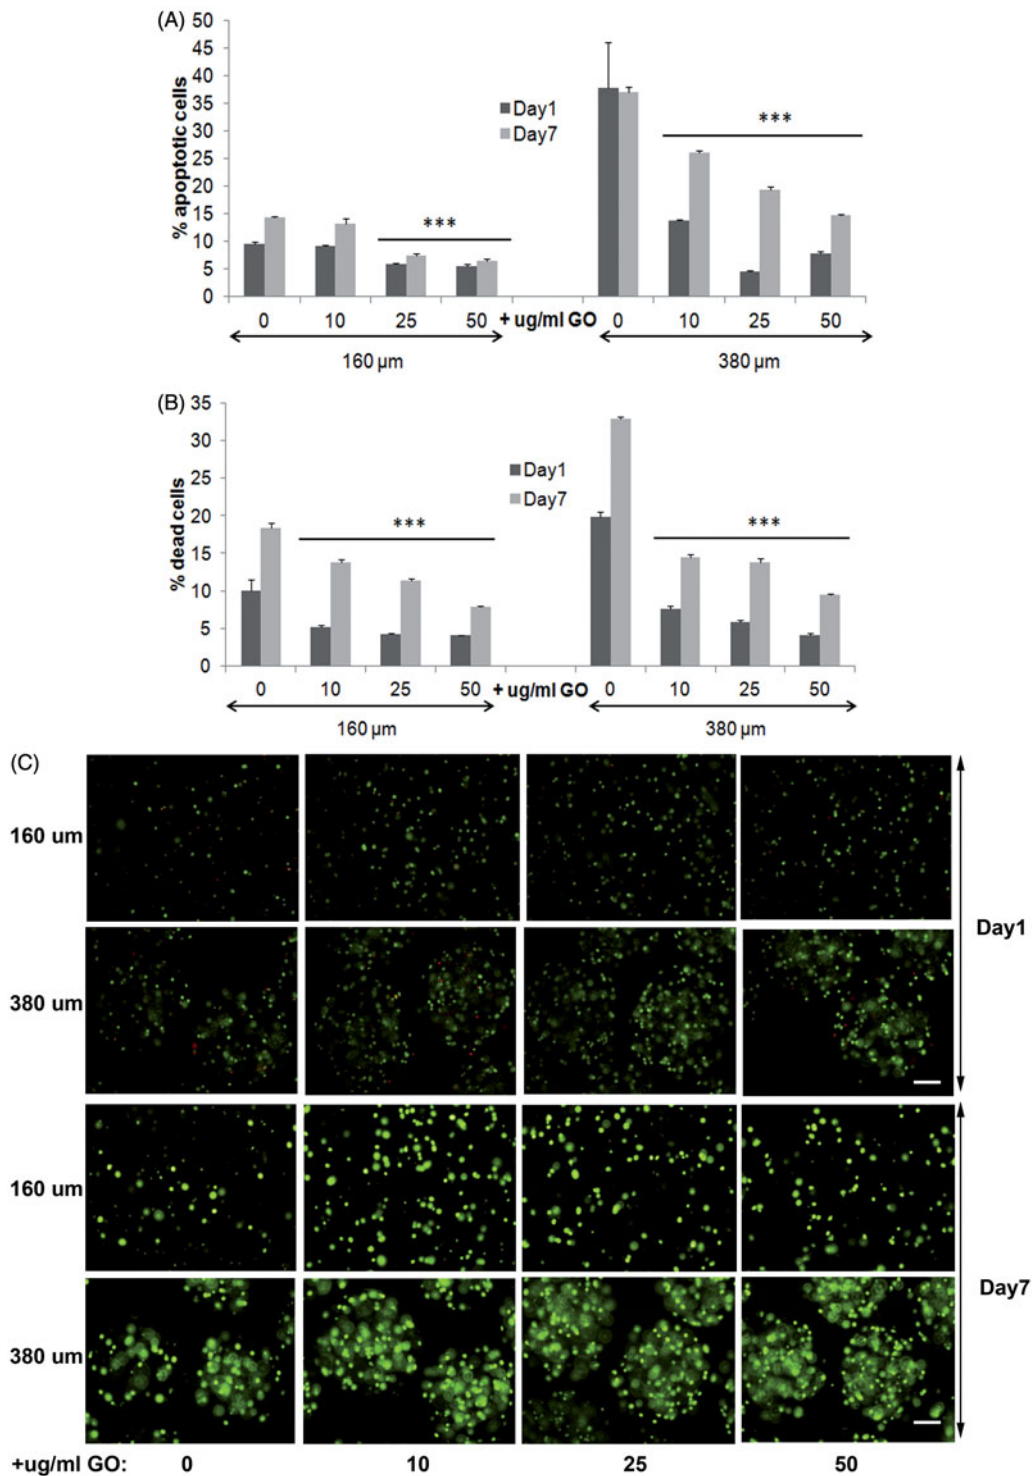 (A)
50
45
40
35
30
25
20
15
10
5
0
% apoptotic cells
Day1
Day7
***
***
0 10 25 50 + ug/ml GO 0 10 25 50
160 µm 380 µm
(B)
35
30
25
20
15
10
5
0
% dead cells
Day1
Day7
***
***
0 10 25 50 + ug/ml GO 0 10 25 50
160 µm 380 µm
(C)
160 um
380 um
Day1
160 um
380 um
Day7
+ug/ml GO: 0 10 25 50